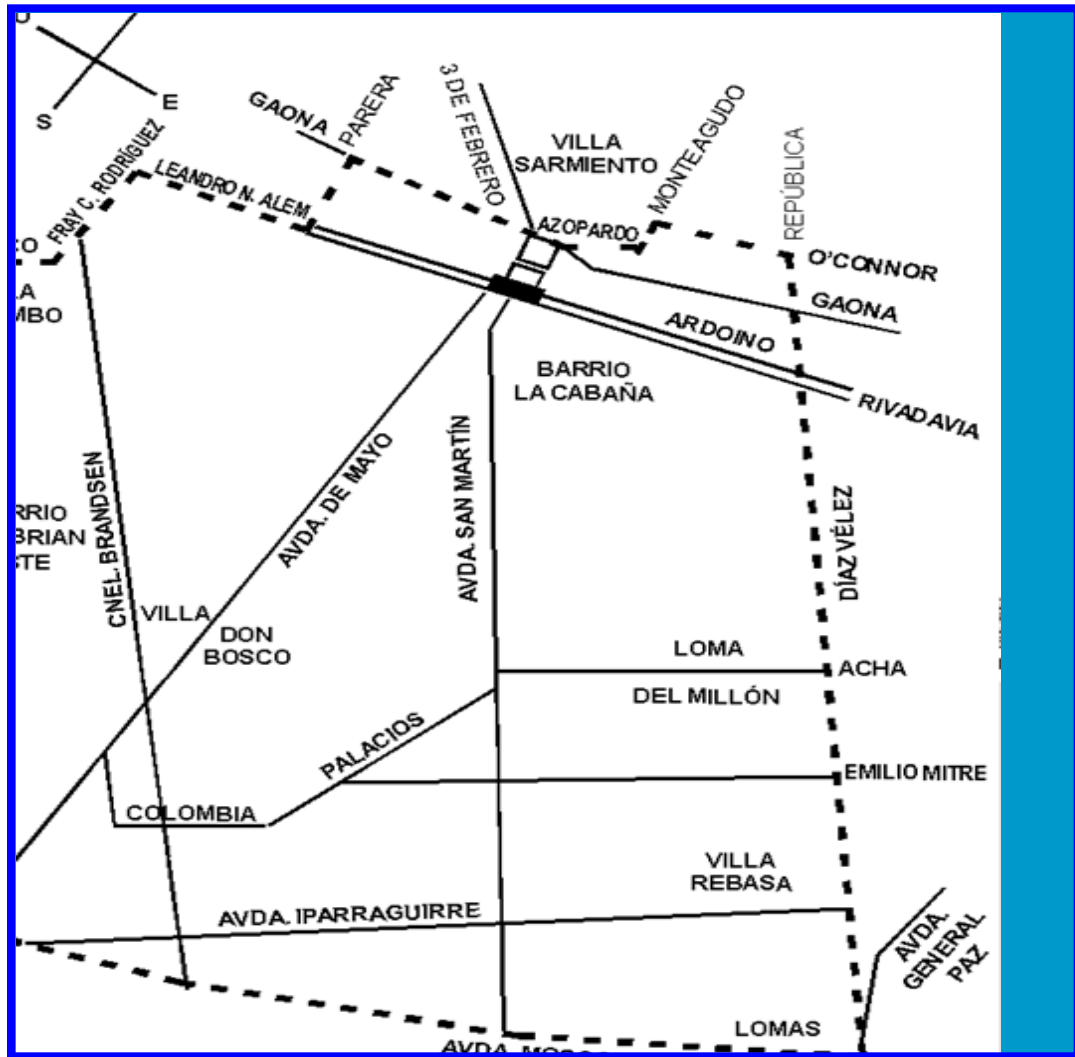 S
E
GAONA
PARERA
3 DE FEBRERO
VILLA
SARMIENTO
MONTEAGUDO
REPÚBLICA
FRAY C. RODRÍGUEZ
LEANDRO N. ALEM
AZOPARDO
O'CONNOR
CO
LA
MBO
GAONA
ARDOINO
RIVADAVIA
BARRIO
LA CABAÑA
AVDA. DE MAYO
AVDA. SAN MARTÍN
CNEL. BRANDSEN
DÍAZ VÉLEZ
RRIO
BRIAN
STE
VILLA
DON
BOSCO
LOMA
DEL MILLÓN
ACHA
PALACIOS
EMILIO MITRE
COLOMBIA
VILLA
REBASA
AVDA. IPARRAGUIRRE
AVDA.
GENERAL
PAZ
LOMAS
AVDA.